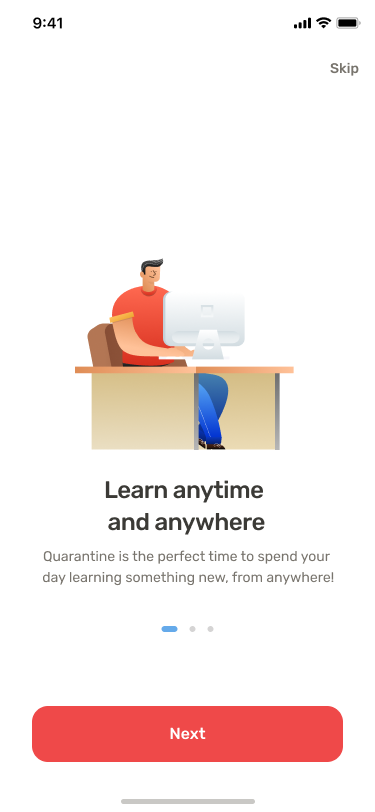 9:41
Skip
Learn anytime
and anywhere
Quarantine is the perfect time to spend your
day learning something new, from anywhere!
Next